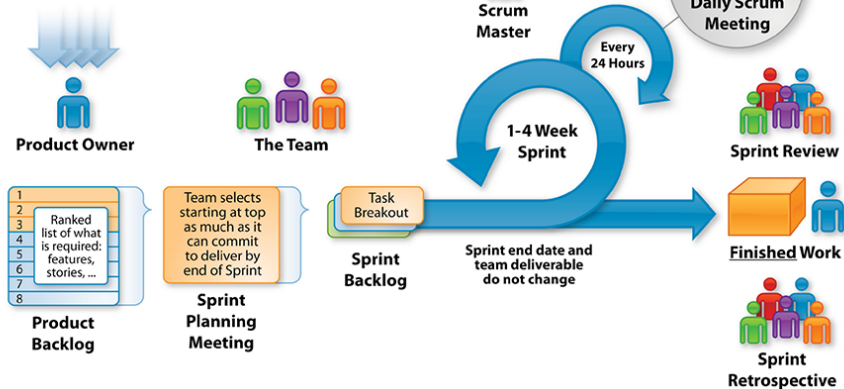 Scrum
Master
Daily Scrum
Meeting
Every
24 Hours
Product Owner
The Team
1-4 Week
Sprint
Sprint Review
1
2
3
4
5
6
7
8
Ranked
list of what
is required:
features,
stories, ...
Product
Backlog
Team selects
starting at top
as much as it
can commit
to deliver by
end of Sprint
Sprint
Planning
Meeting
Task
Breakout
Sprint
Backlog
Sprint end date and
team deliverable
do not change
Finished Work
Sprint
Retrospective